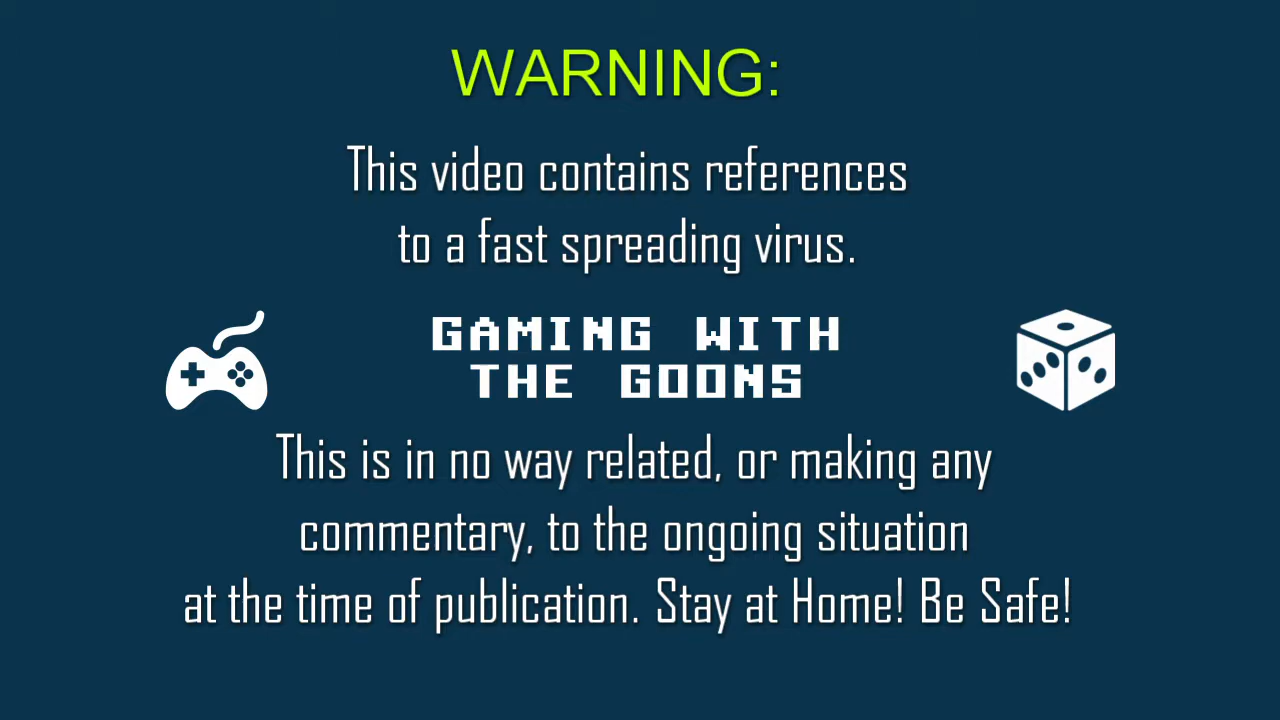 WARNING:
This video contains references
to a fast spreading virus.
GAMING WITH
THE GOONS
This is in no way related, or making any
commentary, to the ongoing situation
at the time of publication. Stay at Home! Be Safe!